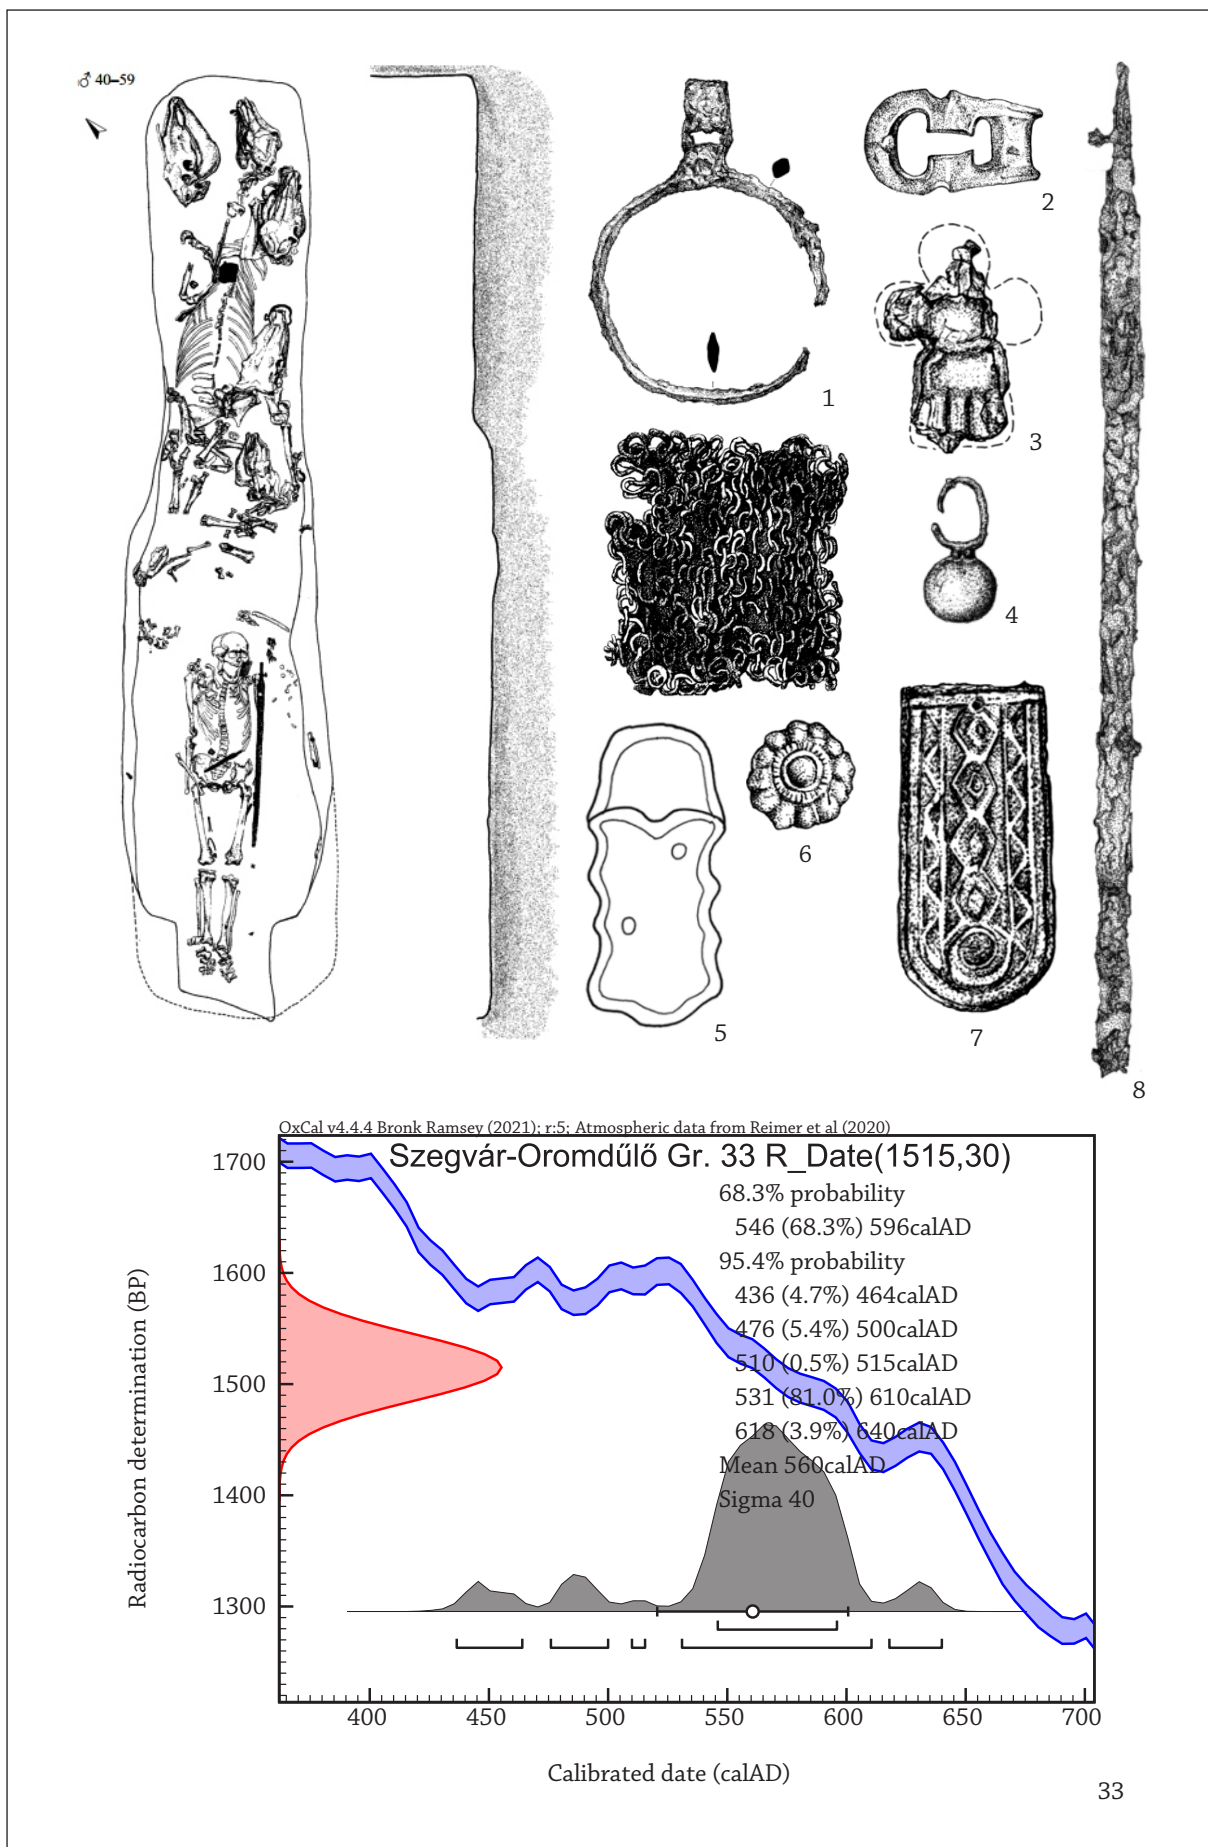 ♂ 40–59
1
2
3
4
5
6
7
8
OxCal v4.4.4 Bronk Ramsey (2021); r:5; Atmospheric data from Reimer et al (2020)
Szegvár-Oromdűlő Gr. 33 R_Date(1515,30)
68.3% probability
546 (68.3%) 596calAD
95.4% probability
436 (4.7%) 464calAD
476 (5.4%) 500calAD
510 (0.5%) 515calAD
531 (81.0%) 610calAD
618 (3.9%) 640calAD
Mean 560calAD
Sigma 40
Radiocarbon determination (BP)
1700
1600
1500
1400
1300
400 450 500 550 600 650 700
Calibrated date (calAD)
33